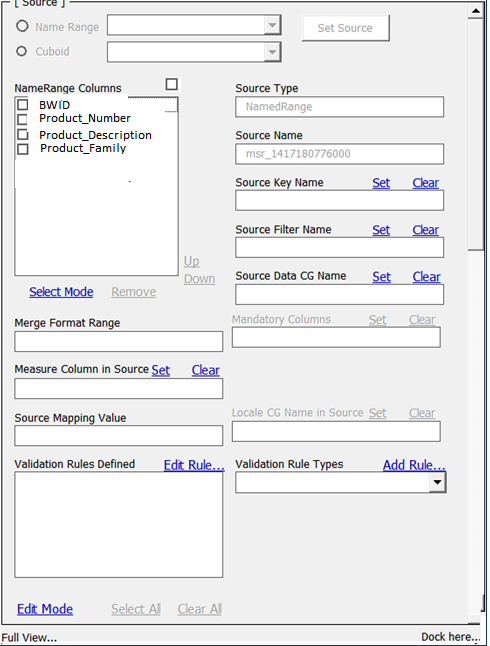 [ Source ]
Name Range
Set Source
Cuboid
NameRange Columns
BWID
Product_Number
Product_Description
Product_Family
Up
Down
Select Mode Remove
Source Type
NamedRange
Source Name
msr_1417180776000
Source Key Name Set Clear
Source Filter Name Set Clear
Source Data CG Name Set Clear
Merge Format Range
Mandatory Columns Set Clear
Measure Column in Source Set Clear
Source Mapping Value
Locale CG Name in Source Set Clear
Validation Rules Defined Edit Rule...
Validation Rule Types Add Rule...
Edit Mode Select All Clear All
Full View... Dock here...